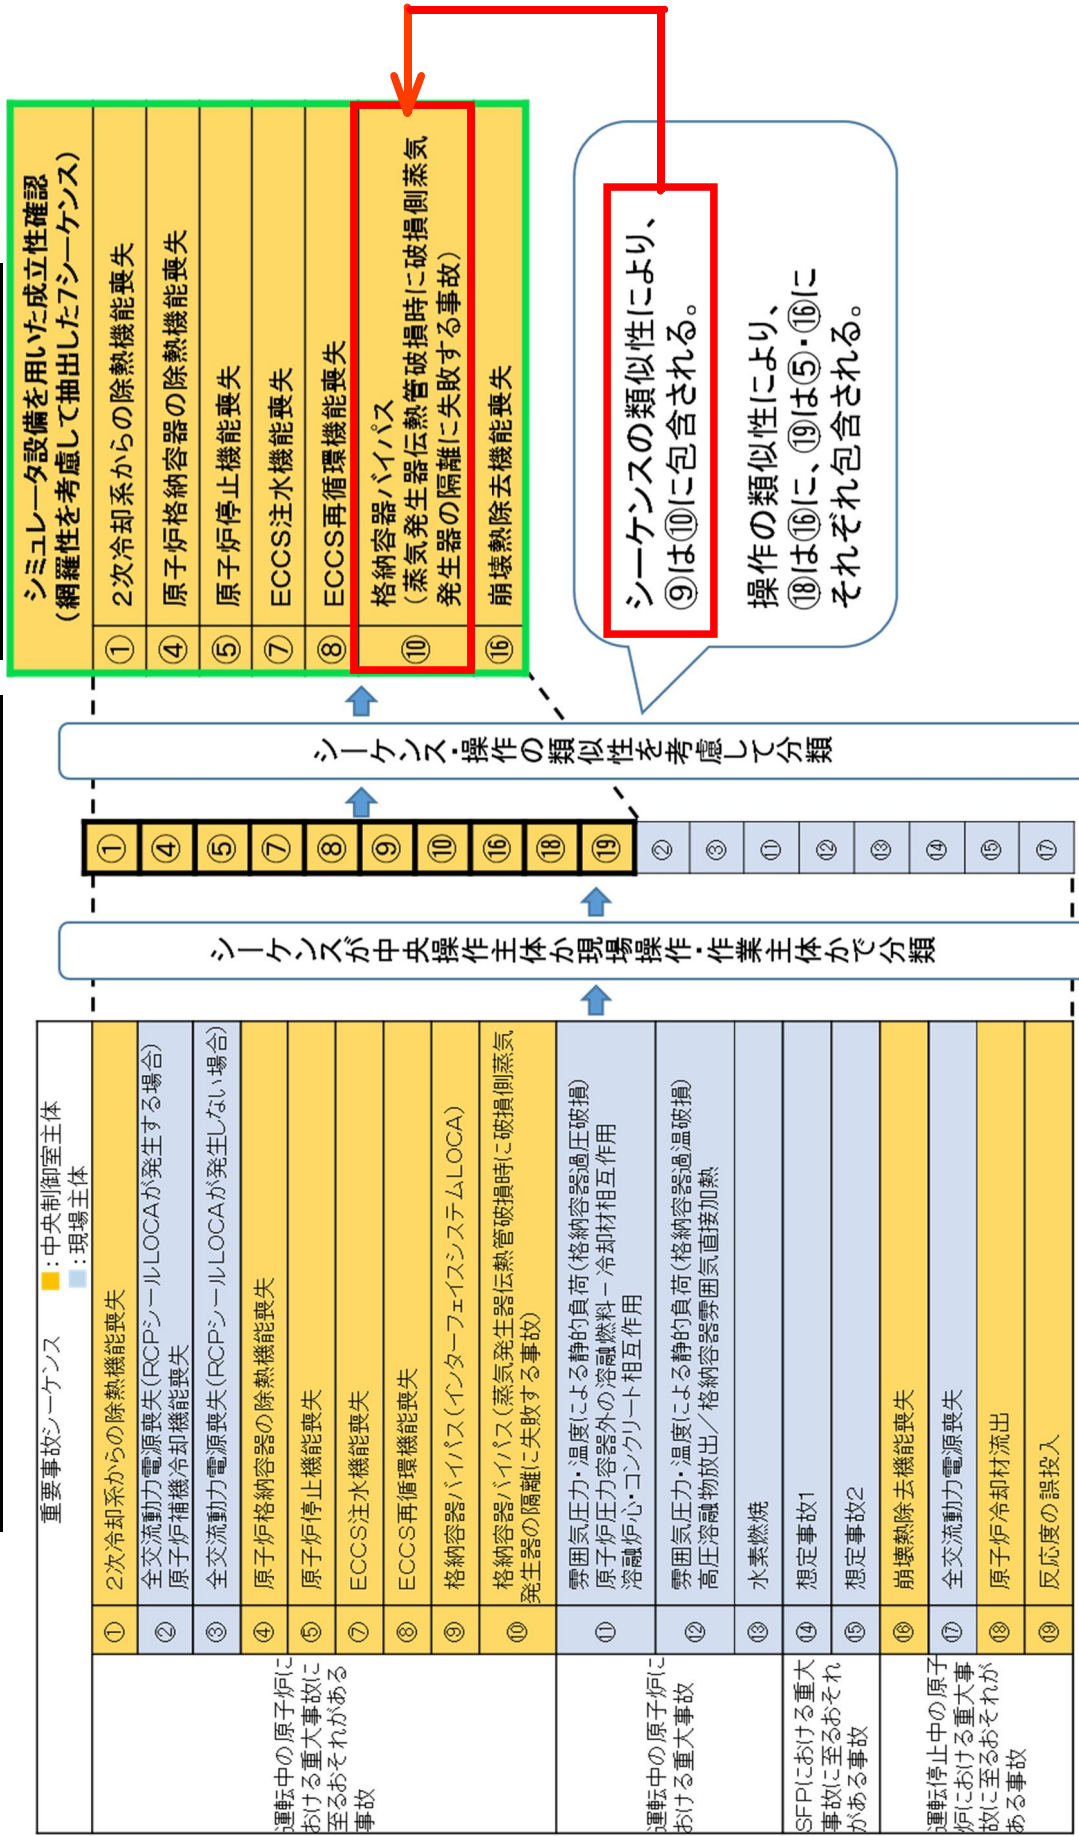 重要事故シーケンス
■:中央制御室主体
■:現場主体
運転中の原子炉に
おける重大事故に
至るおそれがある
事故
① 2次冷却系からの除熱機能喪失
② 全交流動力電源喪失(RCPシールLOCAが発生する場合)
原子炉補機冷却機能喪失
③ 全交流動力電源喪失(RCPシールLOCAが発生しない場合)
④ 原子炉格納容器の除熱機能喪失
⑤ 原子炉停止機能喪失
⑦ ECCS注水機能喪失
⑧ ECCS再循環機能喪失
⑨ 格納容器バイパス(インターフェイスシステムLOCA)
⑩ 格納容器バイパス(蒸気発生器伝熱管破損時に破損側蒸気
発生器の隔離に失敗する事故)
運転中の原子炉に
おける重大事故
⑪ 雰囲気圧力・温度による静的負荷(格納容器過圧破損)
原子炉圧力容器外の溶融燃料-冷却材相互作用
溶融炉心・コンクリート相互作用
⑫ 雰囲気圧力・温度による静的負荷(格納容器過温破損)
高圧溶融物放出/格納容器雰囲気直接加熱
⑬ 水素燃焼
SFPにおける重大
事故に至るおそれ
がある事故
⑭ 想定事故1
⑮ 想定事故2
運転停止中の原子
炉における重大事
故に至るおそれが
ある事故
⑯ 崩壊熱除去機能喪失
⑰ 全交流動力電源喪失
⑱ 原子炉冷却材流出
⑲ 反応度の誤投入
シーケンスが中央操作主体か現場操作・作業主体かで分類
①
④
⑤
⑦
⑧
⑨
⑩
⑯
⑱
⑲
②
③
⑪
⑫
⑬
⑭
⑮
⑰
シーケンス・操作の類似性を考慮して分類
シミュレータ設備を用いた成立性確認
(網羅性を考慮して抽出した7シーケンス)
① 2次冷却系からの除熱機能喪失
④ 原子炉格納容器の除熱機能喪失
⑤ 原子炉停止機能喪失
⑦ ECCS注水機能喪失
⑧ ECCS再循環機能喪失
⑩ 格納容器バイパス
(蒸気発生器伝熱管破損時に破損側蒸気
発生器の隔離に失敗する事故)
⑯ 崩壊熱除去機能喪失
シーケンスの類似性により、
⑨は⑩に包含される。
操作の類似性により、
⑱は⑯に、⑲は⑤・⑯に
それぞれ包含される。